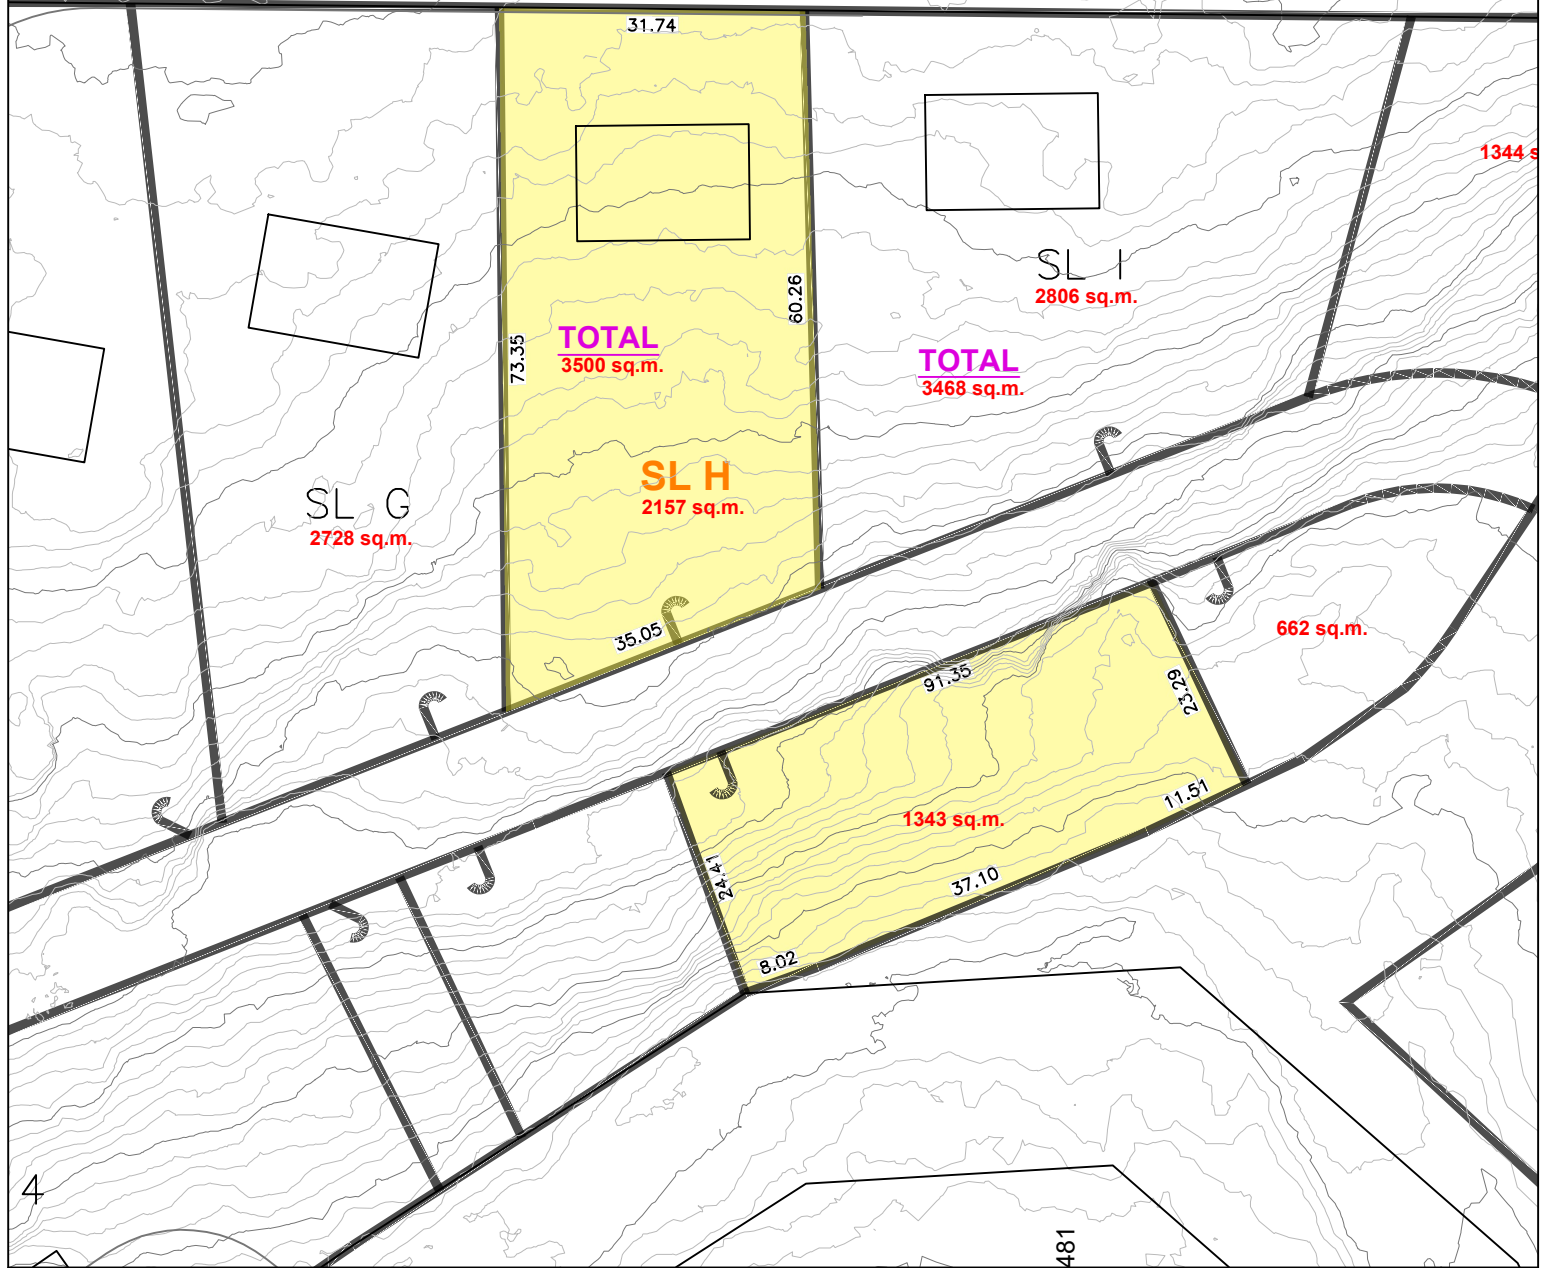 31.74
1344 s
SL I
2806 sq.m.
60.26
TOTAL
3500 sq.m.
73.35
TOTAL
3468 sq.m.
SL H
2157 sq.m.
SL G
2728 sq.m.
35.05
662 sq.m.
91.35
23.29
11.51
1343 sq.m.
24.41
37.10
8.02
4
481